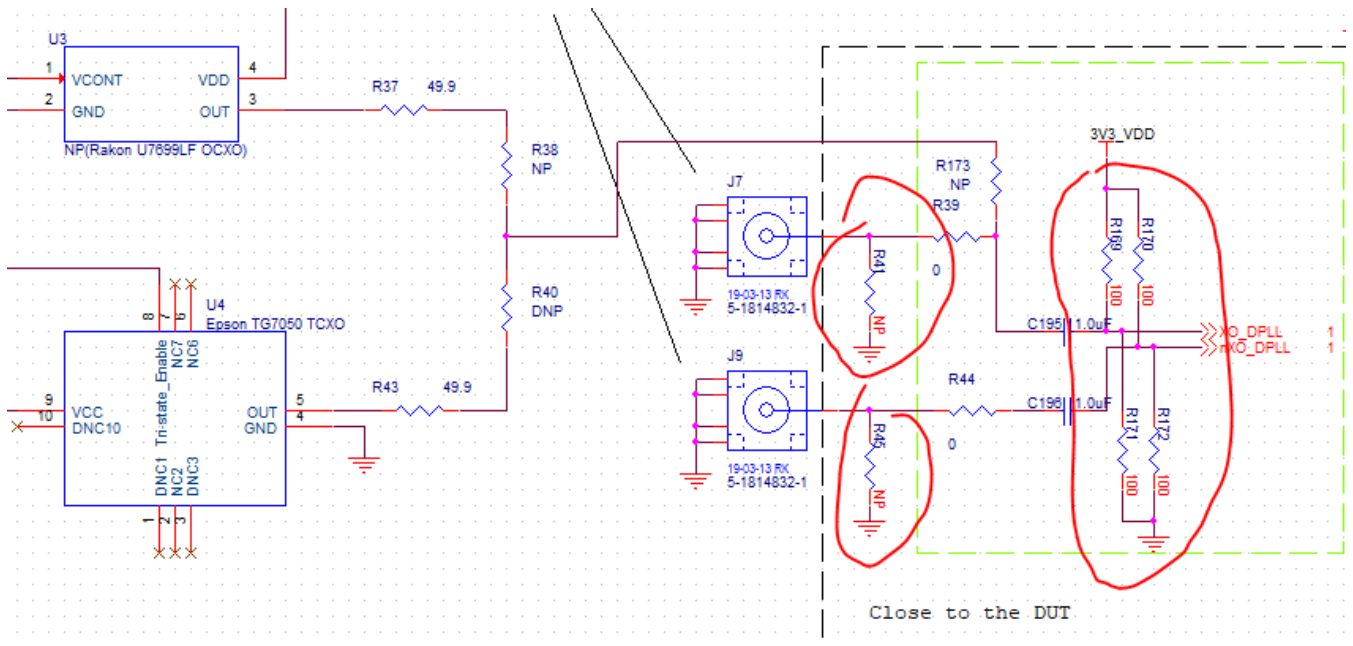 U3
1 VCONT VDD 4
2 GND OUT 3
NP(Rakon U7699LF OCXO)
R37 49.9
R38
NP
R40
DNP
U4
Epson TG7050 TCXO
8 7 6
Tri-state_Enable NC7 NC6
9 VCC OUT 5
10 DNC10 GND 4
DNC1 NC2 DNC3
1 2 3
R43 49.9
J7
19-03-13 RK
5-1814832-1
J9
19-03-13 RK
5-1814832-1
R41
NP
R45
NP
R173
NP
R39
0
R44
0
C195 1.0uF
C196 1.0uF
3V3_VDD
R169 R170
100 100
R171 R172
100 100
XO_DPLL 1
nXO_DPLL 1
Close to the DUT